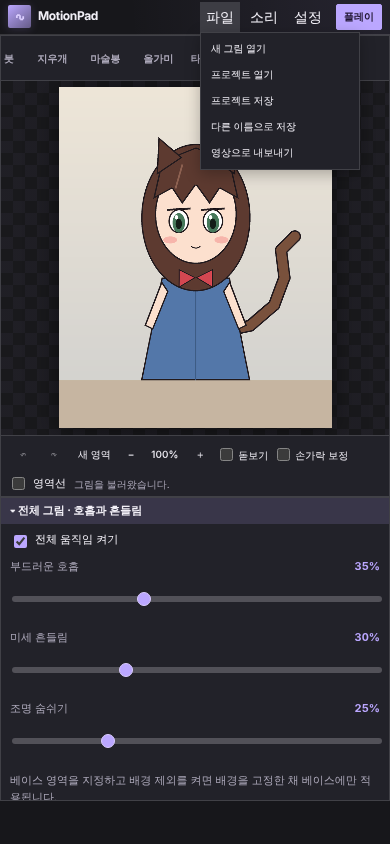 MotionPad
파일 소리 설정 플레이
새 그림 열기
프로젝트 열기
프로젝트 저장
다른 이름으로 저장
영상으로 내보내기
붓 지우개 마술봉 올가미 타
새 영역 − 100% + 돋보기 손가락 보정
영역선 그림을 불러왔습니다.
전체 그림 · 호흡과 흔들림
전체 움직임 켜기
부드러운 호흡 35%
미세 흔들림 30%
조명 숨쉬기 25%
베이스 영역을 지정하고 배경 제외를 켜면 배경을 고정한 채 베이스에만 적
용됩니다